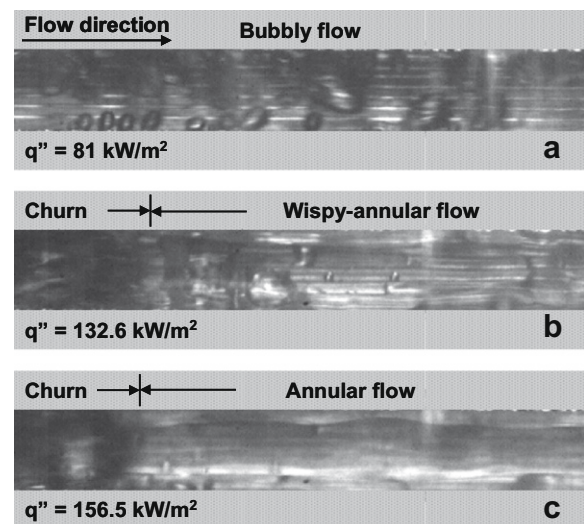 Flow direction
Bubbly flow
q” = 81 kW/m²
a
Churn
Wispy-annular flow
q” = 132.6 kW/m²
b
Churn
Annular flow
q” = 156.5 kW/m²
c